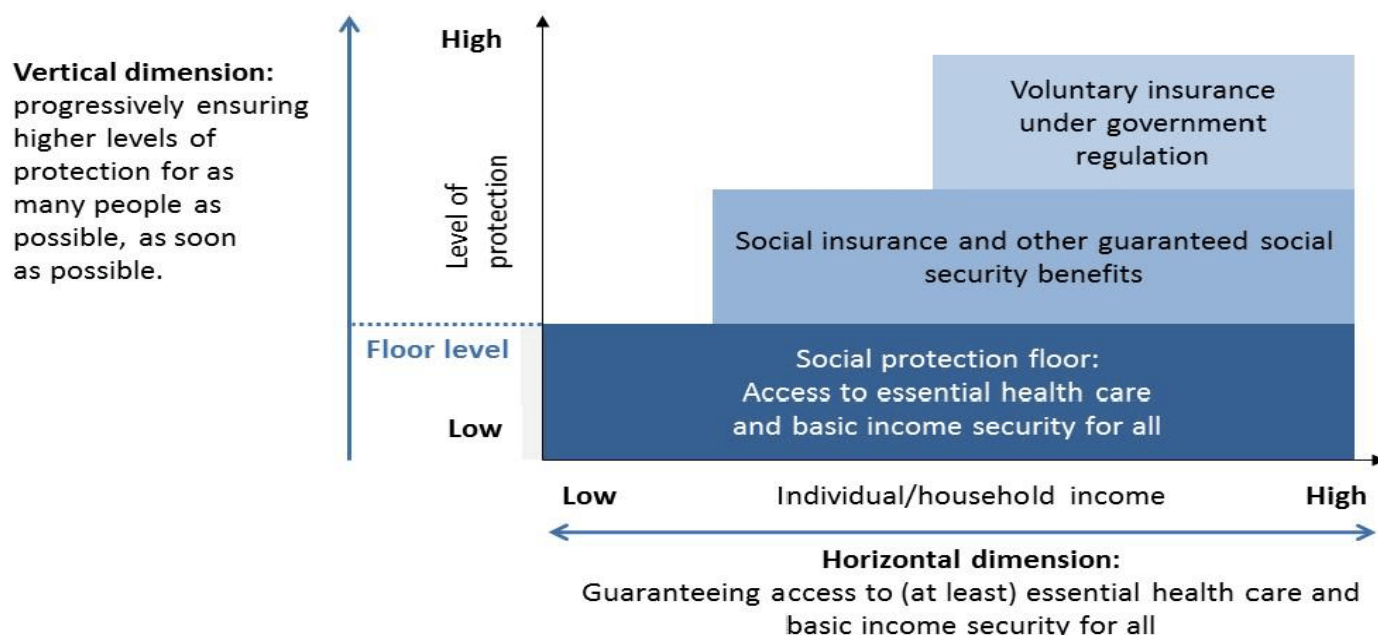 Vertical dimension:
progressively ensuring
higher levels of
protection for as
many people as
possible, as soon
as possible.
High
Level of
protection
Floor level
Low
Voluntary insurance
under government
regulation
Social insurance and other guaranteed social
security benefits
Social protection floor:
Access to essential health care
and basic income security for all
Low
Individual/household income
High
Horizontal dimension:
Guaranteeing access to (at least) essential health care and
basic income security for all